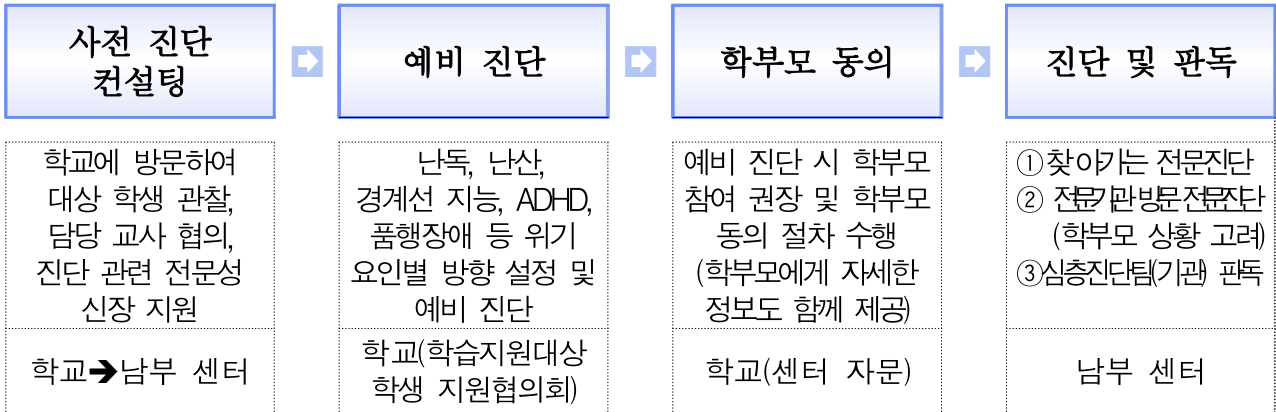 사전 진단
컨설팅
예비 진단
학부모 동의
진단 및 판독
학교에 방문하여
대상 학생 관찰,
담당 교사 협의,
진단 관련 전문성
신장 지원
난독, 난산,
경계선 지능, ADHD,
품행장애 등 위기
요인별 방향 설정 및
예비 진단
예비 진단 시 학부모
참여 권장 및 학부모
동의 절차 수행
(학부모에게 자세한
정보도 함께 제공)
①찾아가는 전문진단
② 전문기관방문전문진단
(학부모 상황 고려)
③심층진단팀(기관) 판독
학교➔남부 센터
학교(학습지원대상
학생 지원협의회)
학교(센터 자문)
남부 센터